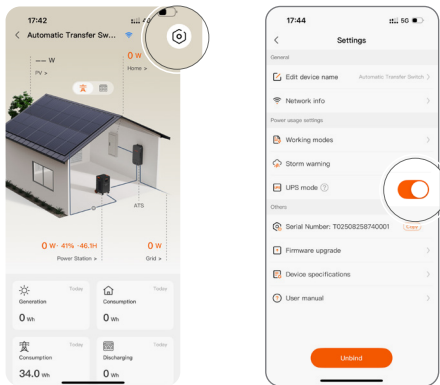 17:42
Automatic Transfer Sw...
-- W
PV >
0 W
Home >
ATS
0 W · 41% · 46.1H
Power Station >
0 W
Grid >
Generation
Today
0 Wh
Consumption
Today
0 Wh
Consumption
Today
34.0 Wh
Discharging
Today
0 Wh
17:44
5G
Settings
General
Edit device name
Automatic Transfer Switch >
Network info
Power usage settings
Working modes
Storm warning
UPS mode
Others
Serial Number: T02508258740001
Firmware upgrade
Device specifications
User manual
Unbind